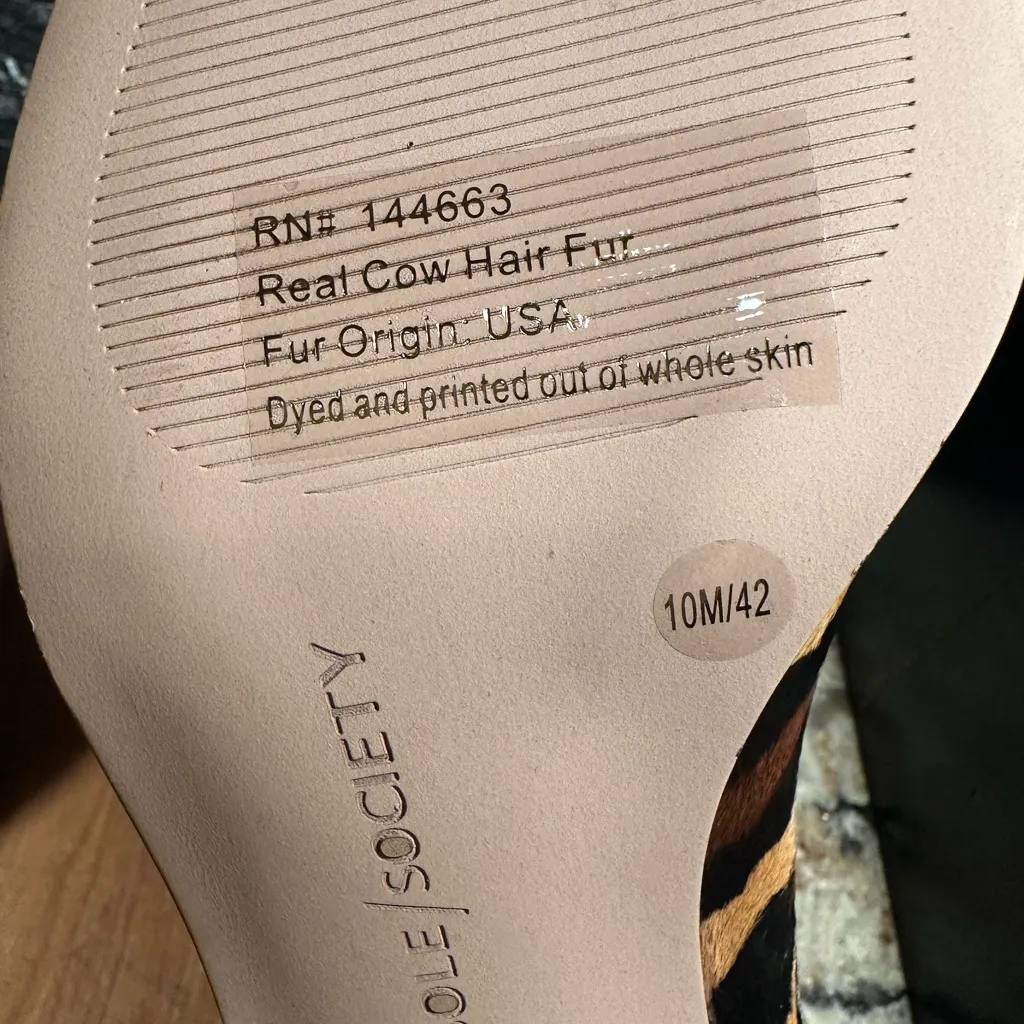 RN# 144663
Real Cow Hair Fur
Fur Origin: USA
Dyed and printed out of whole skin
10M/42
OLE/SOCIETY